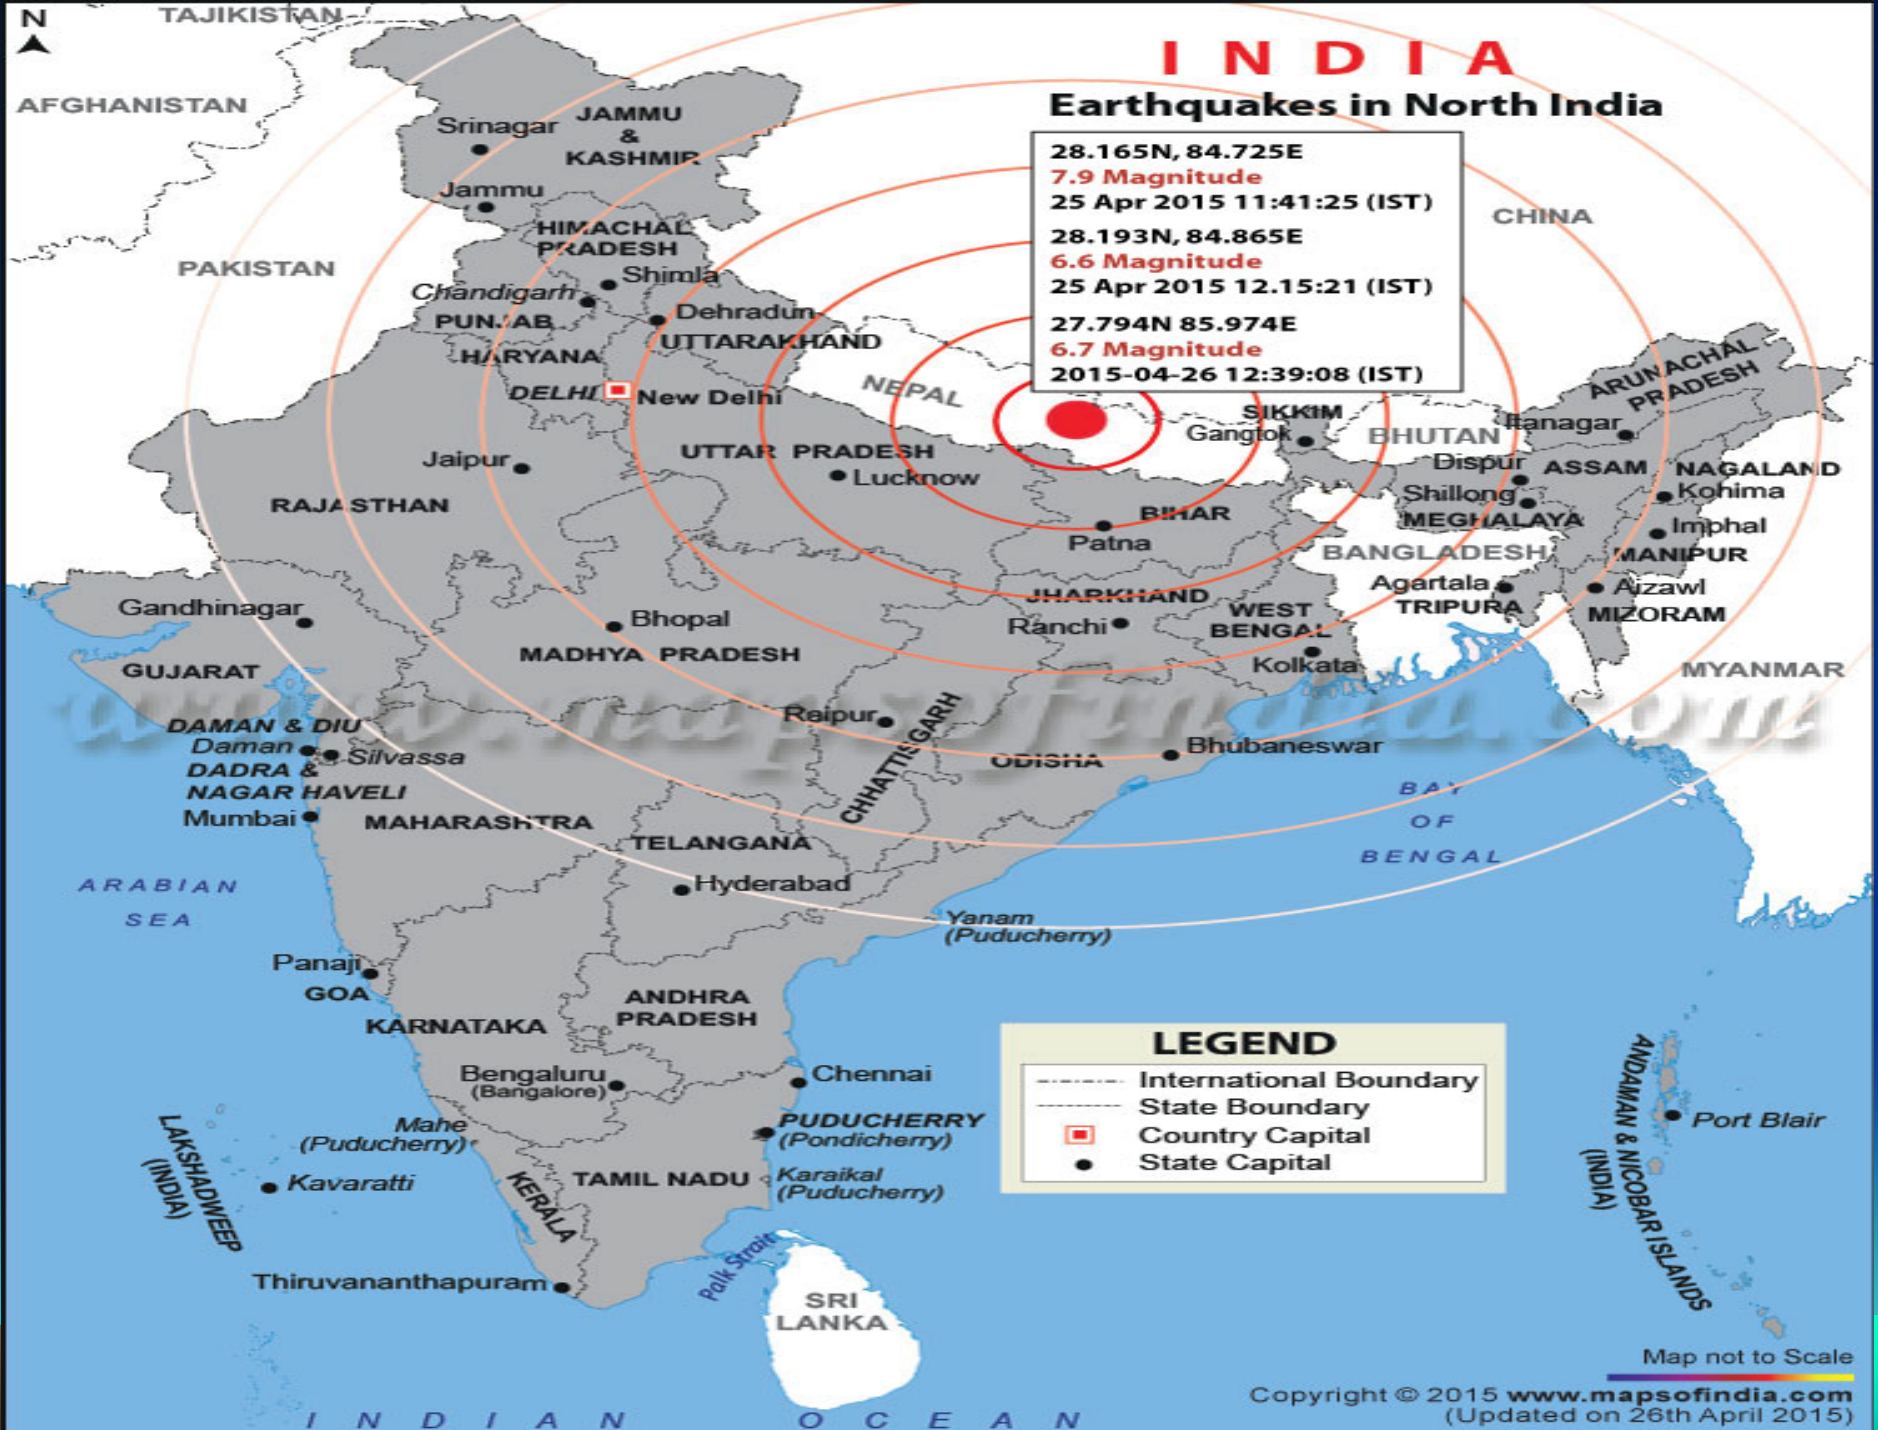 N
TAJIKISTAN
AFGHANISTAN
I N D I A
Earthquakes in North India
28.165N, 84.725E
7.9 Magnitude
25 Apr 2015 11:41:25 (IST)
28.193N, 84.865E
6.6 Magnitude
25 Apr 2015 12.15:21 (IST)
27.794N 85.974E
6.7 Magnitude
2015-04-26 12:39:08 (IST)
JAMMU
&
KASHMIR
Srinagar
Jammu
CHINA
HIMACHAL
PRADESH
PAKISTAN
Shimla
Chandigarh
PUNJAB
Dehradun
UTTARAKHAND
HARYANA
DELHI
New Delhi
NEPAL
ARUNACHAL
PRADESH
SIKKIM
Gangtok
BHUTAN
Itanagar
UTTAR PRADESH
Jaipur
Lucknow
Dispur
ASSAM
NAGALAND
Shillong
Kohima
RAJASTHAN
BIHAR
MEGHALAYA
Imphal
Patna
BANGLADESH
MANIPUR
Agartala
Aizawl
JHARKHAND
TRIPURA
MIZORAM
Gandhinagar
Bhopal
Ranchi
WEST
BENGAL
MADHYA PRADESH
Kolkata
GUJARAT
MYANMAR
www.mapsofindia.com
Raipur
CHHATTISGARH
DAMAN & DIU
Daman
Silvassa
DADRA &
NAGAR HAVELI
Mumbai
ODISHA
Bhubaneswar
MAHARASHTRA
TELANGANA
Hyderabad
BAY
OF
BENGAL
ARABIAN
SEA
Yanam
(Puducherry)
Panaji
GOA
KARNATAKA
ANDHRA
PRADESH
Bengaluru
(Bangalore)
Chennai
Mahe
(Puducherry)
PUDUCHERRY
(Pondicherry)
LAKSHADWEEP
(INDIA)
Kavaratti
KERALA
TAMIL NADU
Karaikal
(Puducherry)
Thiruvananthapuram
Palk Strait
SRI
LANKA
LEGEND
International Boundary
State Boundary
Country Capital
State Capital
ANDAMAN & NICOBAR ISLANDS
(INDIA)
Port Blair
Map not to Scale
Copyright © 2015 www.mapsofindia.com
(Updated on 26th April 2015)
I N D I A N O C E A N